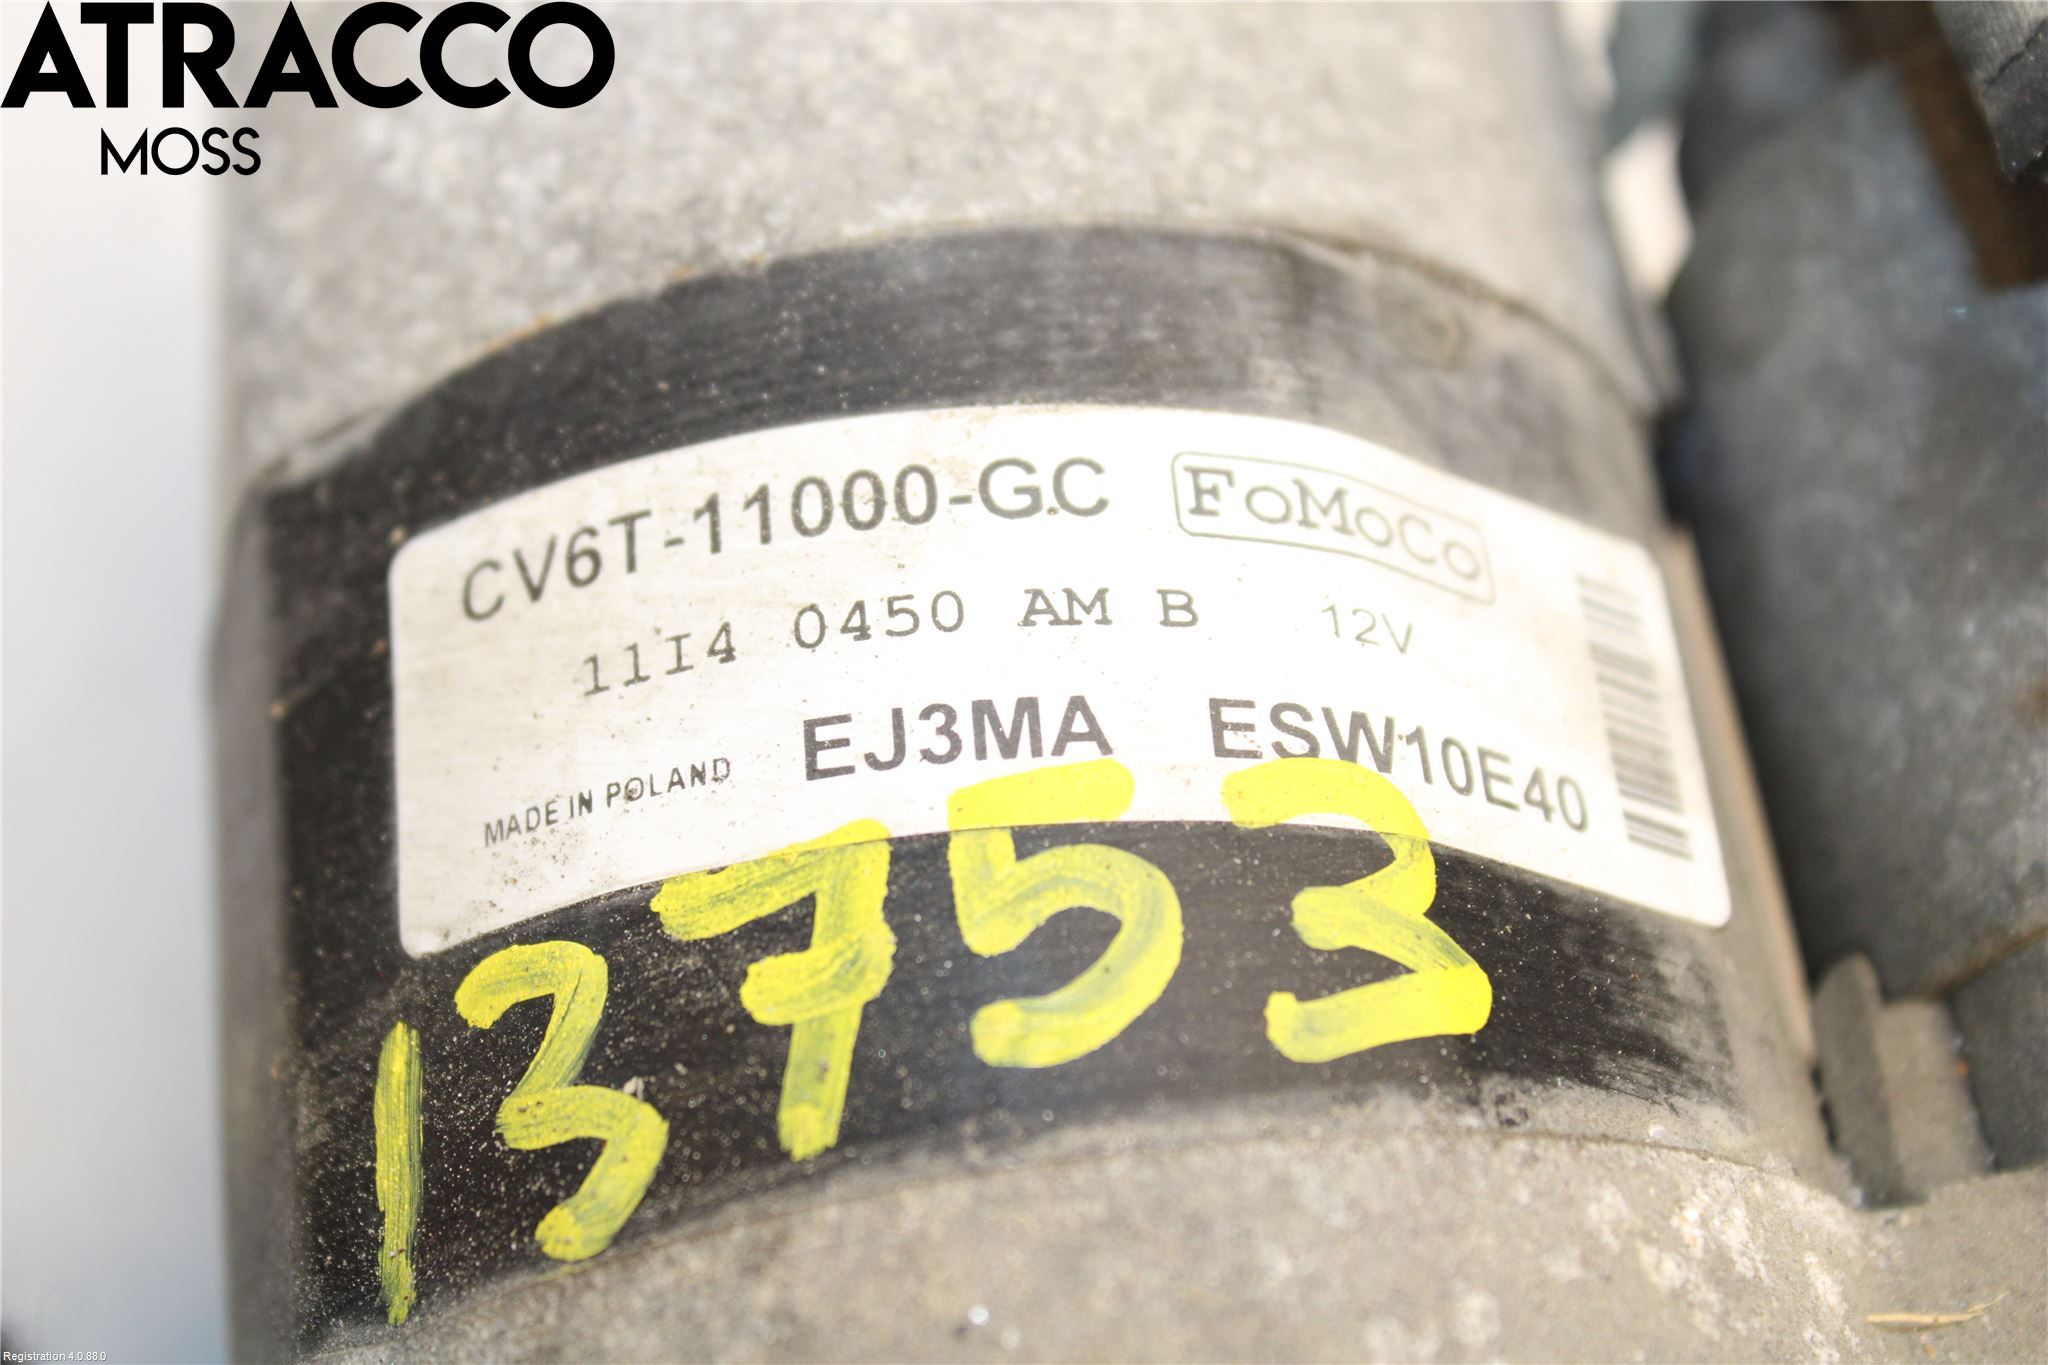 ATRACCO
MOSS
CV6T-11000-GC FoMoCo
11I4 0450 AM B 12V
MADE IN POLAND EJ3MA ESW10E40
13753
Registration 4.0.88.0